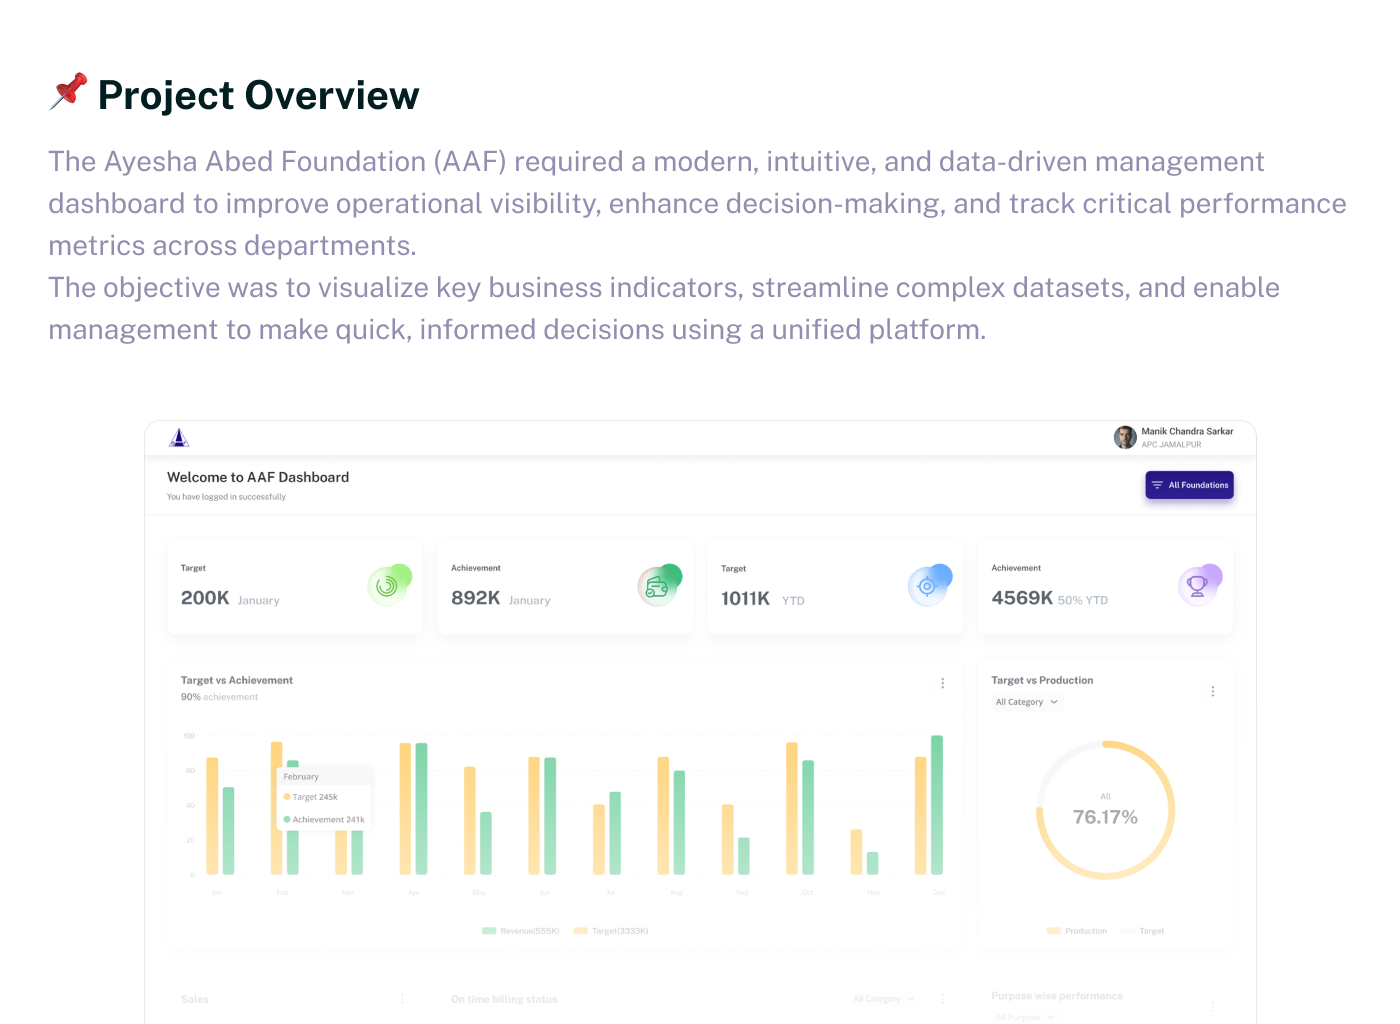 Project Overview
The Ayesha Abed Foundation (AAF) required a modern, intuitive, and data-driven management
dashboard to improve operational visibility, enhance decision-making, and track critical performance
metrics across departments.
The objective was to visualize key business indicators, streamline complex datasets, and enable
management to make quick, informed decisions using a unified platform.
Manik Chandra Sarkar
APC JAMALPUR
Welcome to AAF Dashboard
You have logged in successfully
All Foundations
Target
200K January
Achievement
892K January
Target
1011K YTD
Achievement
4569K 50% YTD
Target vs Achievement
90% achievement
100
80
40
20
0
February
Target 245k
Achievement 241k
Jan Feb Mar Apr May Jun Jul Aug Sep Oct Nov Dec
Revenue(555K) Target(3333K)
Target vs Production
All Category
All
76.17%
Production Target
Sales
On time billing status
All Category
Purpose wise performance
All Purpose